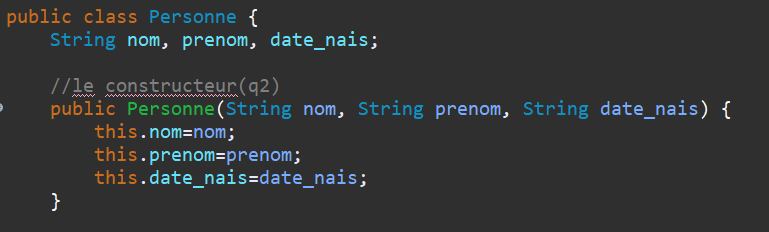 public class Personne {
String nom, prenom, date_nais;
//le constructeur(q2)
public Personne(String nom, String prenom, String date_nais) {
this.nom=nom;
this.prenom=prenom;
this.date_nais=date_nais;
}